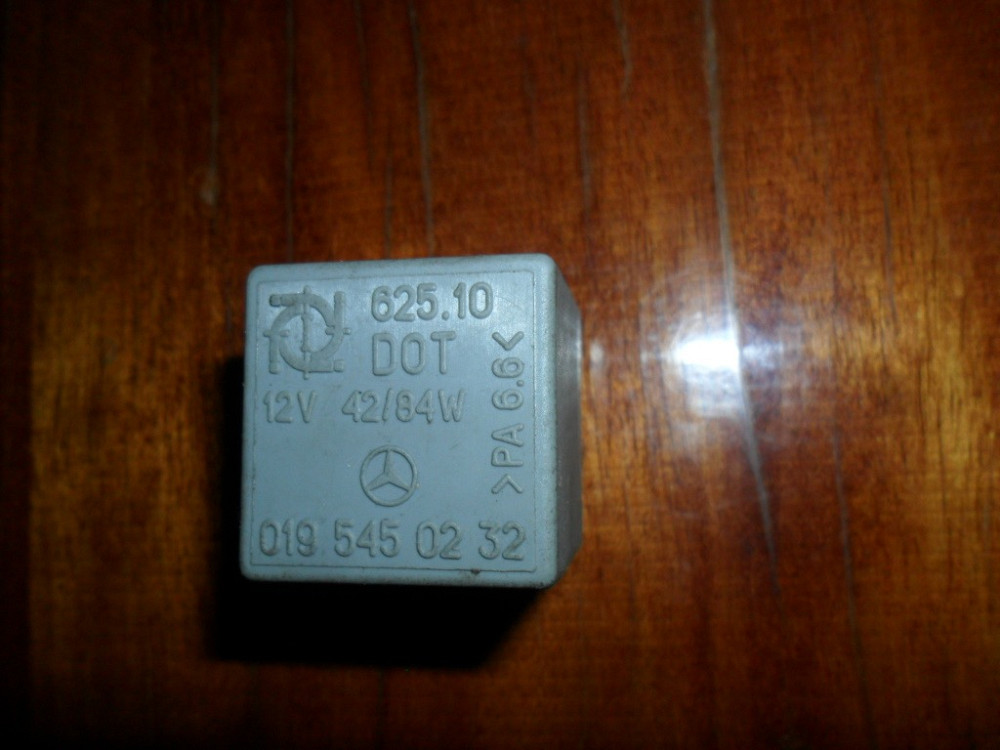 625.10
DOT
12V 42/84W
>PA 6.6<
019 545 02 32